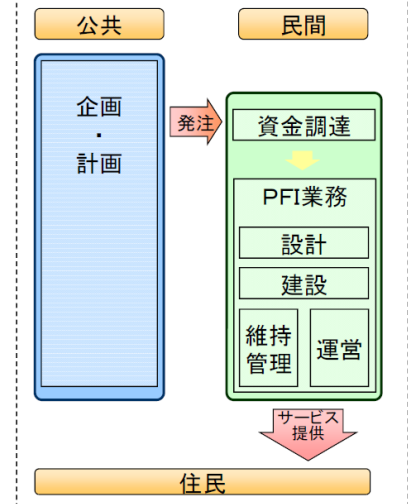 公共
民間
企画
・
計画
発注
資金調達
PFI業務
設計
建設
維持
管理
運営
サービス
提供
住民